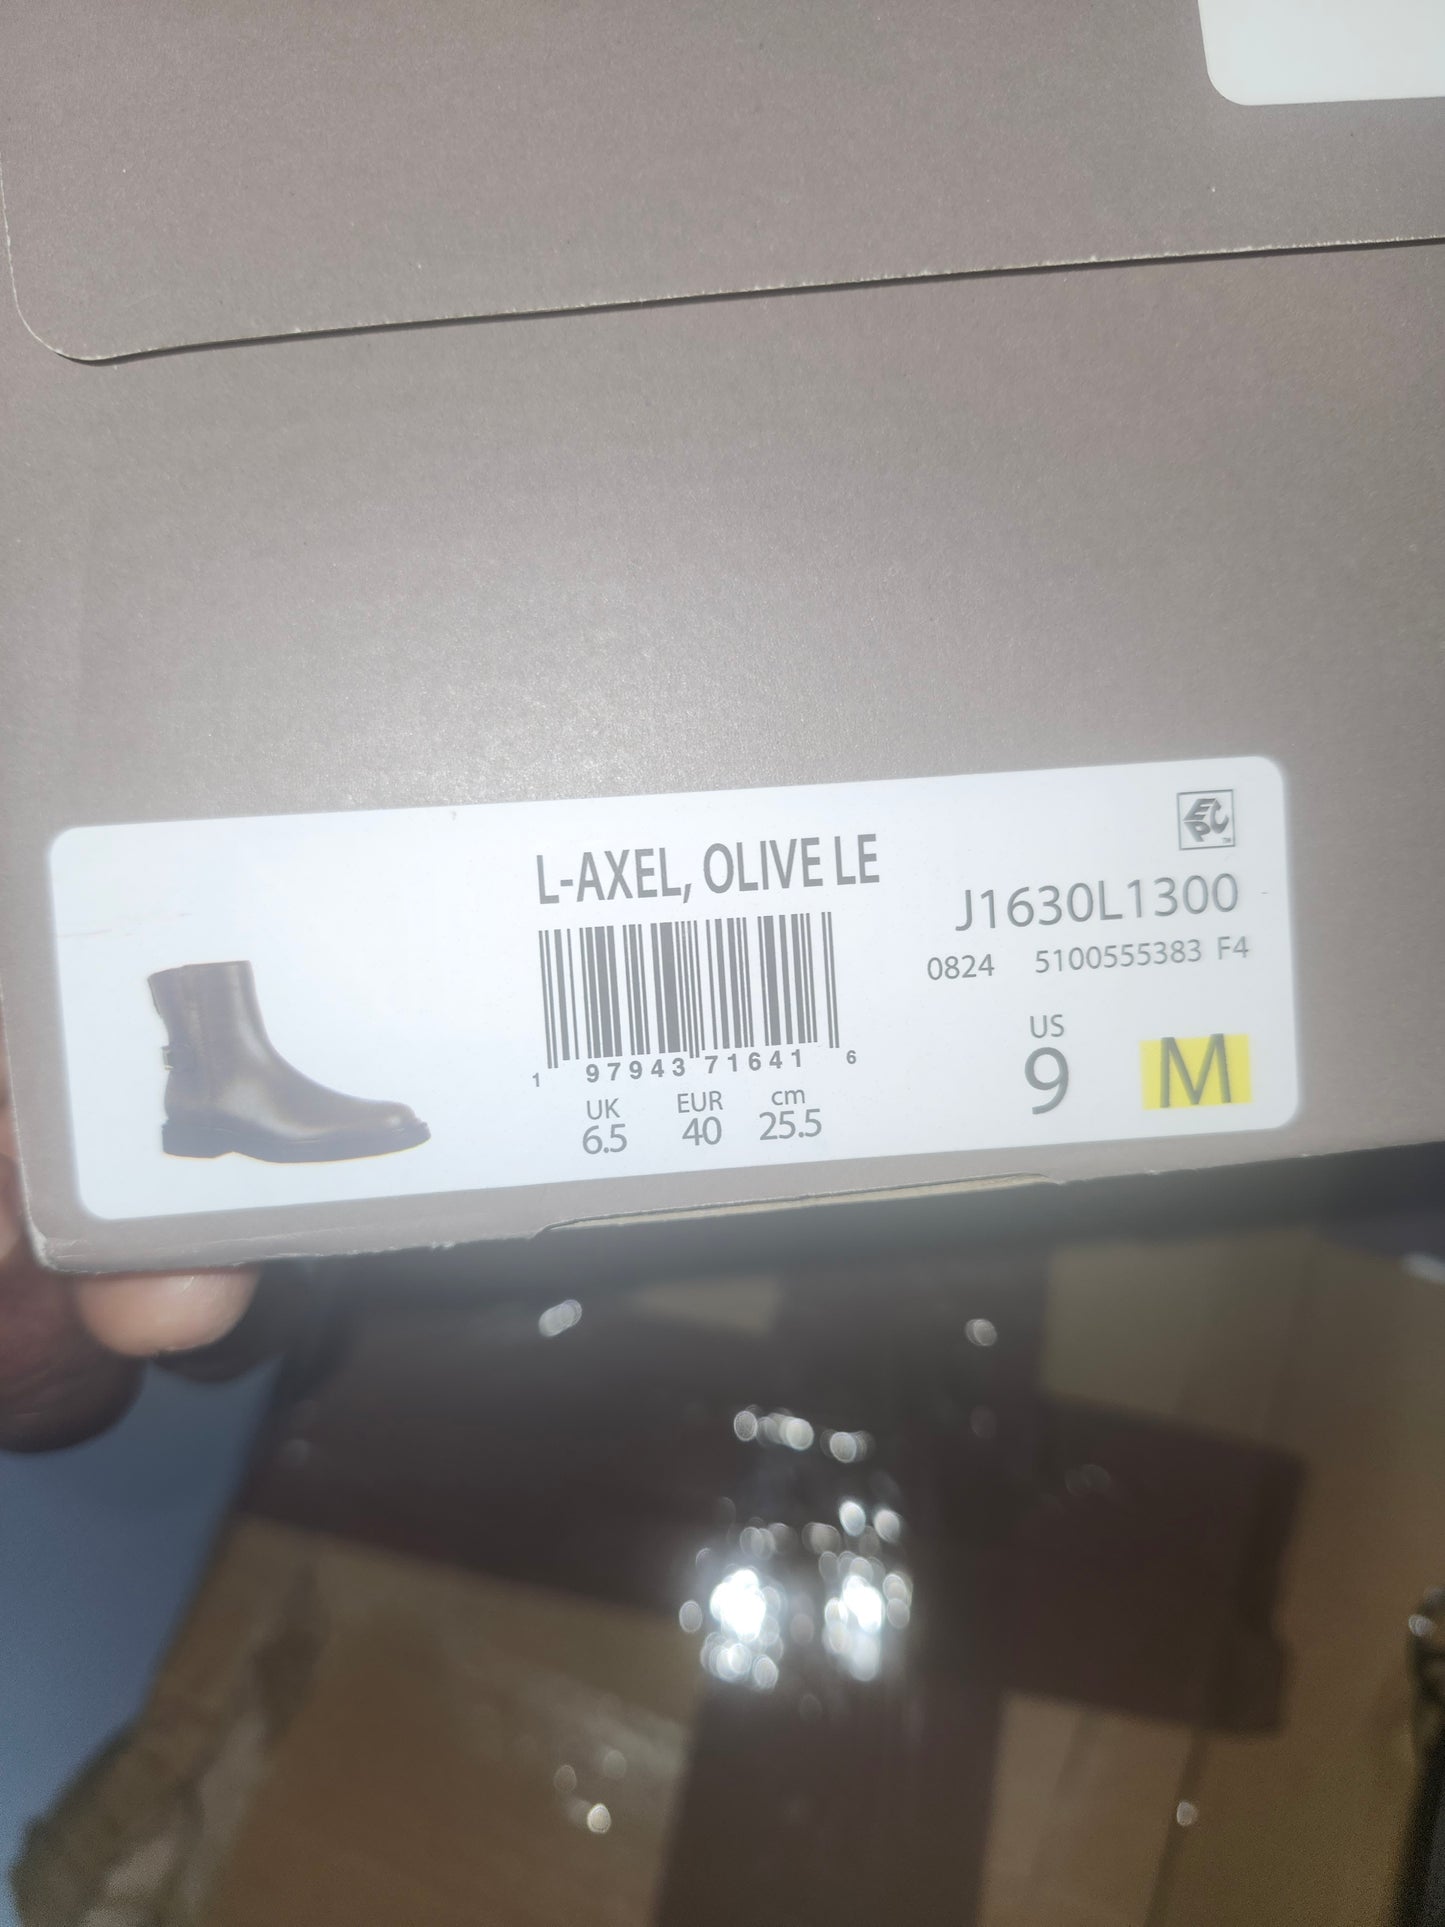 EPC™
L-AXEL, OLIVE LE
J1630L1300
0824 5100555383 F4
1 97943 71641 6
UK EUR cm
6.5 40 25.5
US
9 M